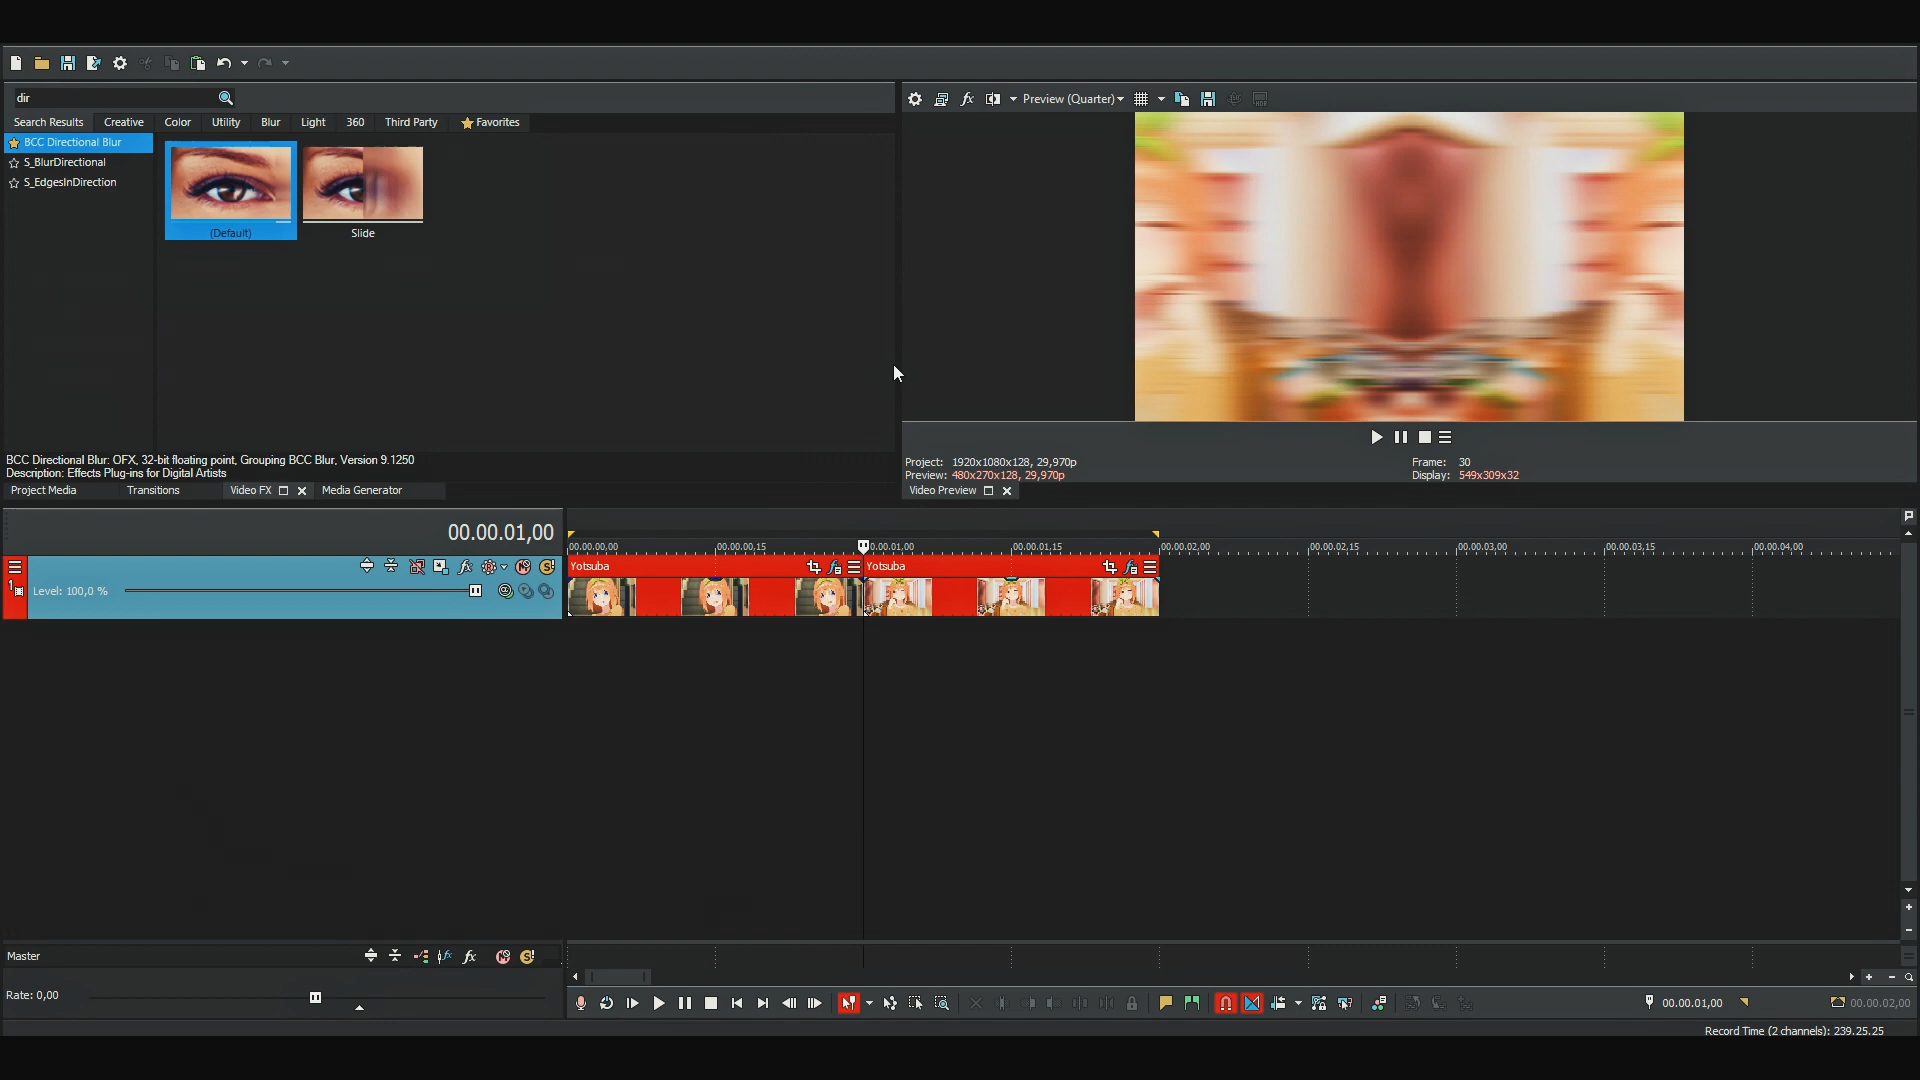 dir
Search Results Creative Color Utility Blur Light 360 Third Party Favorites
BCC Directional Blur
S_BlurDirectional
S_EdgesInDirection
(Default)
Slide
BCC Directional Blur: OFX, 32-bit floating point, Grouping BCC Blur, Version 9.1250
Description: Effects Plug-ins for Digital Artists
Project Media Transitions Video FX Media Generator
Preview (Quarter)
Project: 1920x1080x128, 29,970p
Preview: 480x270x128, 29,970p
Frame: 30
Display: 549x309x32
Video Preview
00.00.01,00
00.00.00,00 00.00.00,15 00.00.01,00 00.00.01,15 00.00.02,00 00.00.02,15 00.00.03,00 00.00.03,15 00.00.04,00
1
Level: 100,0 %
Yotsuba
Yotsuba
Master
Rate: 0,00
00.00.01,00
00.00.02,00
Record Time (2 channels): 239.25.25